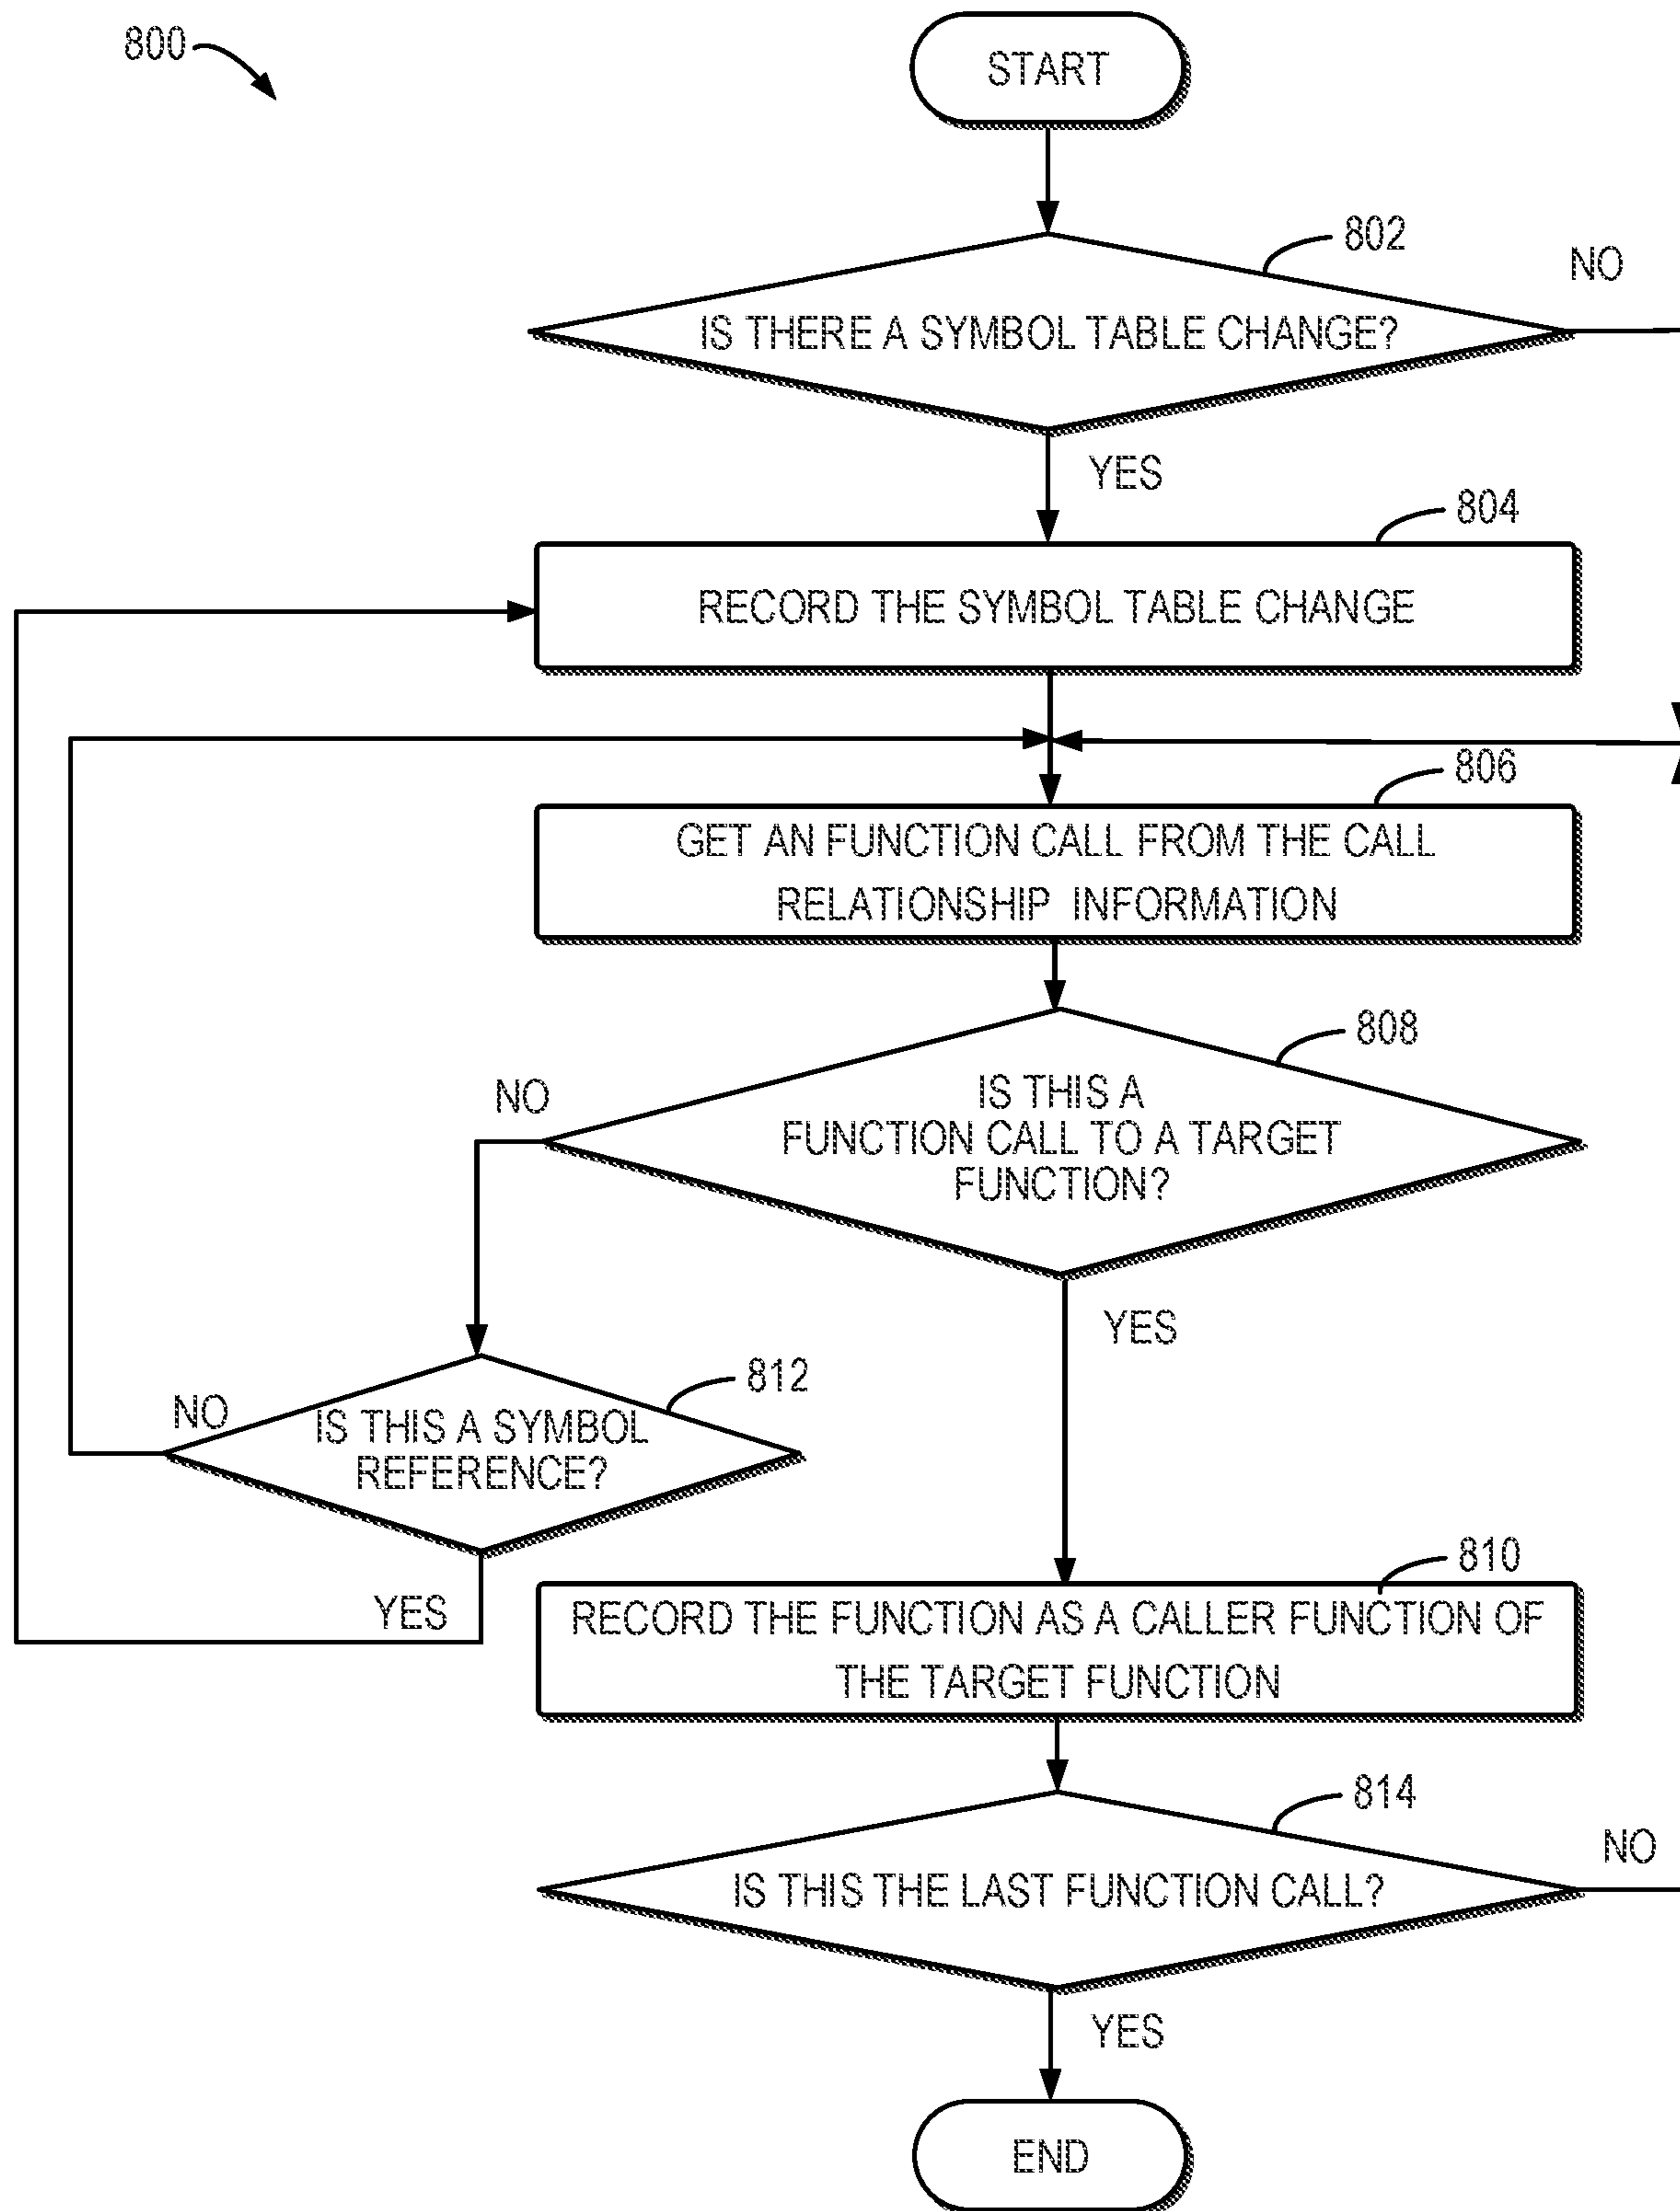 800
START
802
NO
IS THERE A SYMBOL TABLE CHANGE?
YES
804
RECORD THE SYMBOL TABLE CHANGE
806
GET AN FUNCTION CALL FROM THE CALL
RELATIONSHIP INFORMATION
808
NO
IS THIS A
FUNCTION CALL TO A TARGET
FUNCTION?
YES
812
NO
IS THIS A SYMBOL
REFERENCE?
YES
810
RECORD THE FUNCTION AS A CALLER FUNCTION OF
THE TARGET FUNCTION
814
NO
IS THIS THE LAST FUNCTION CALL?
YES
END